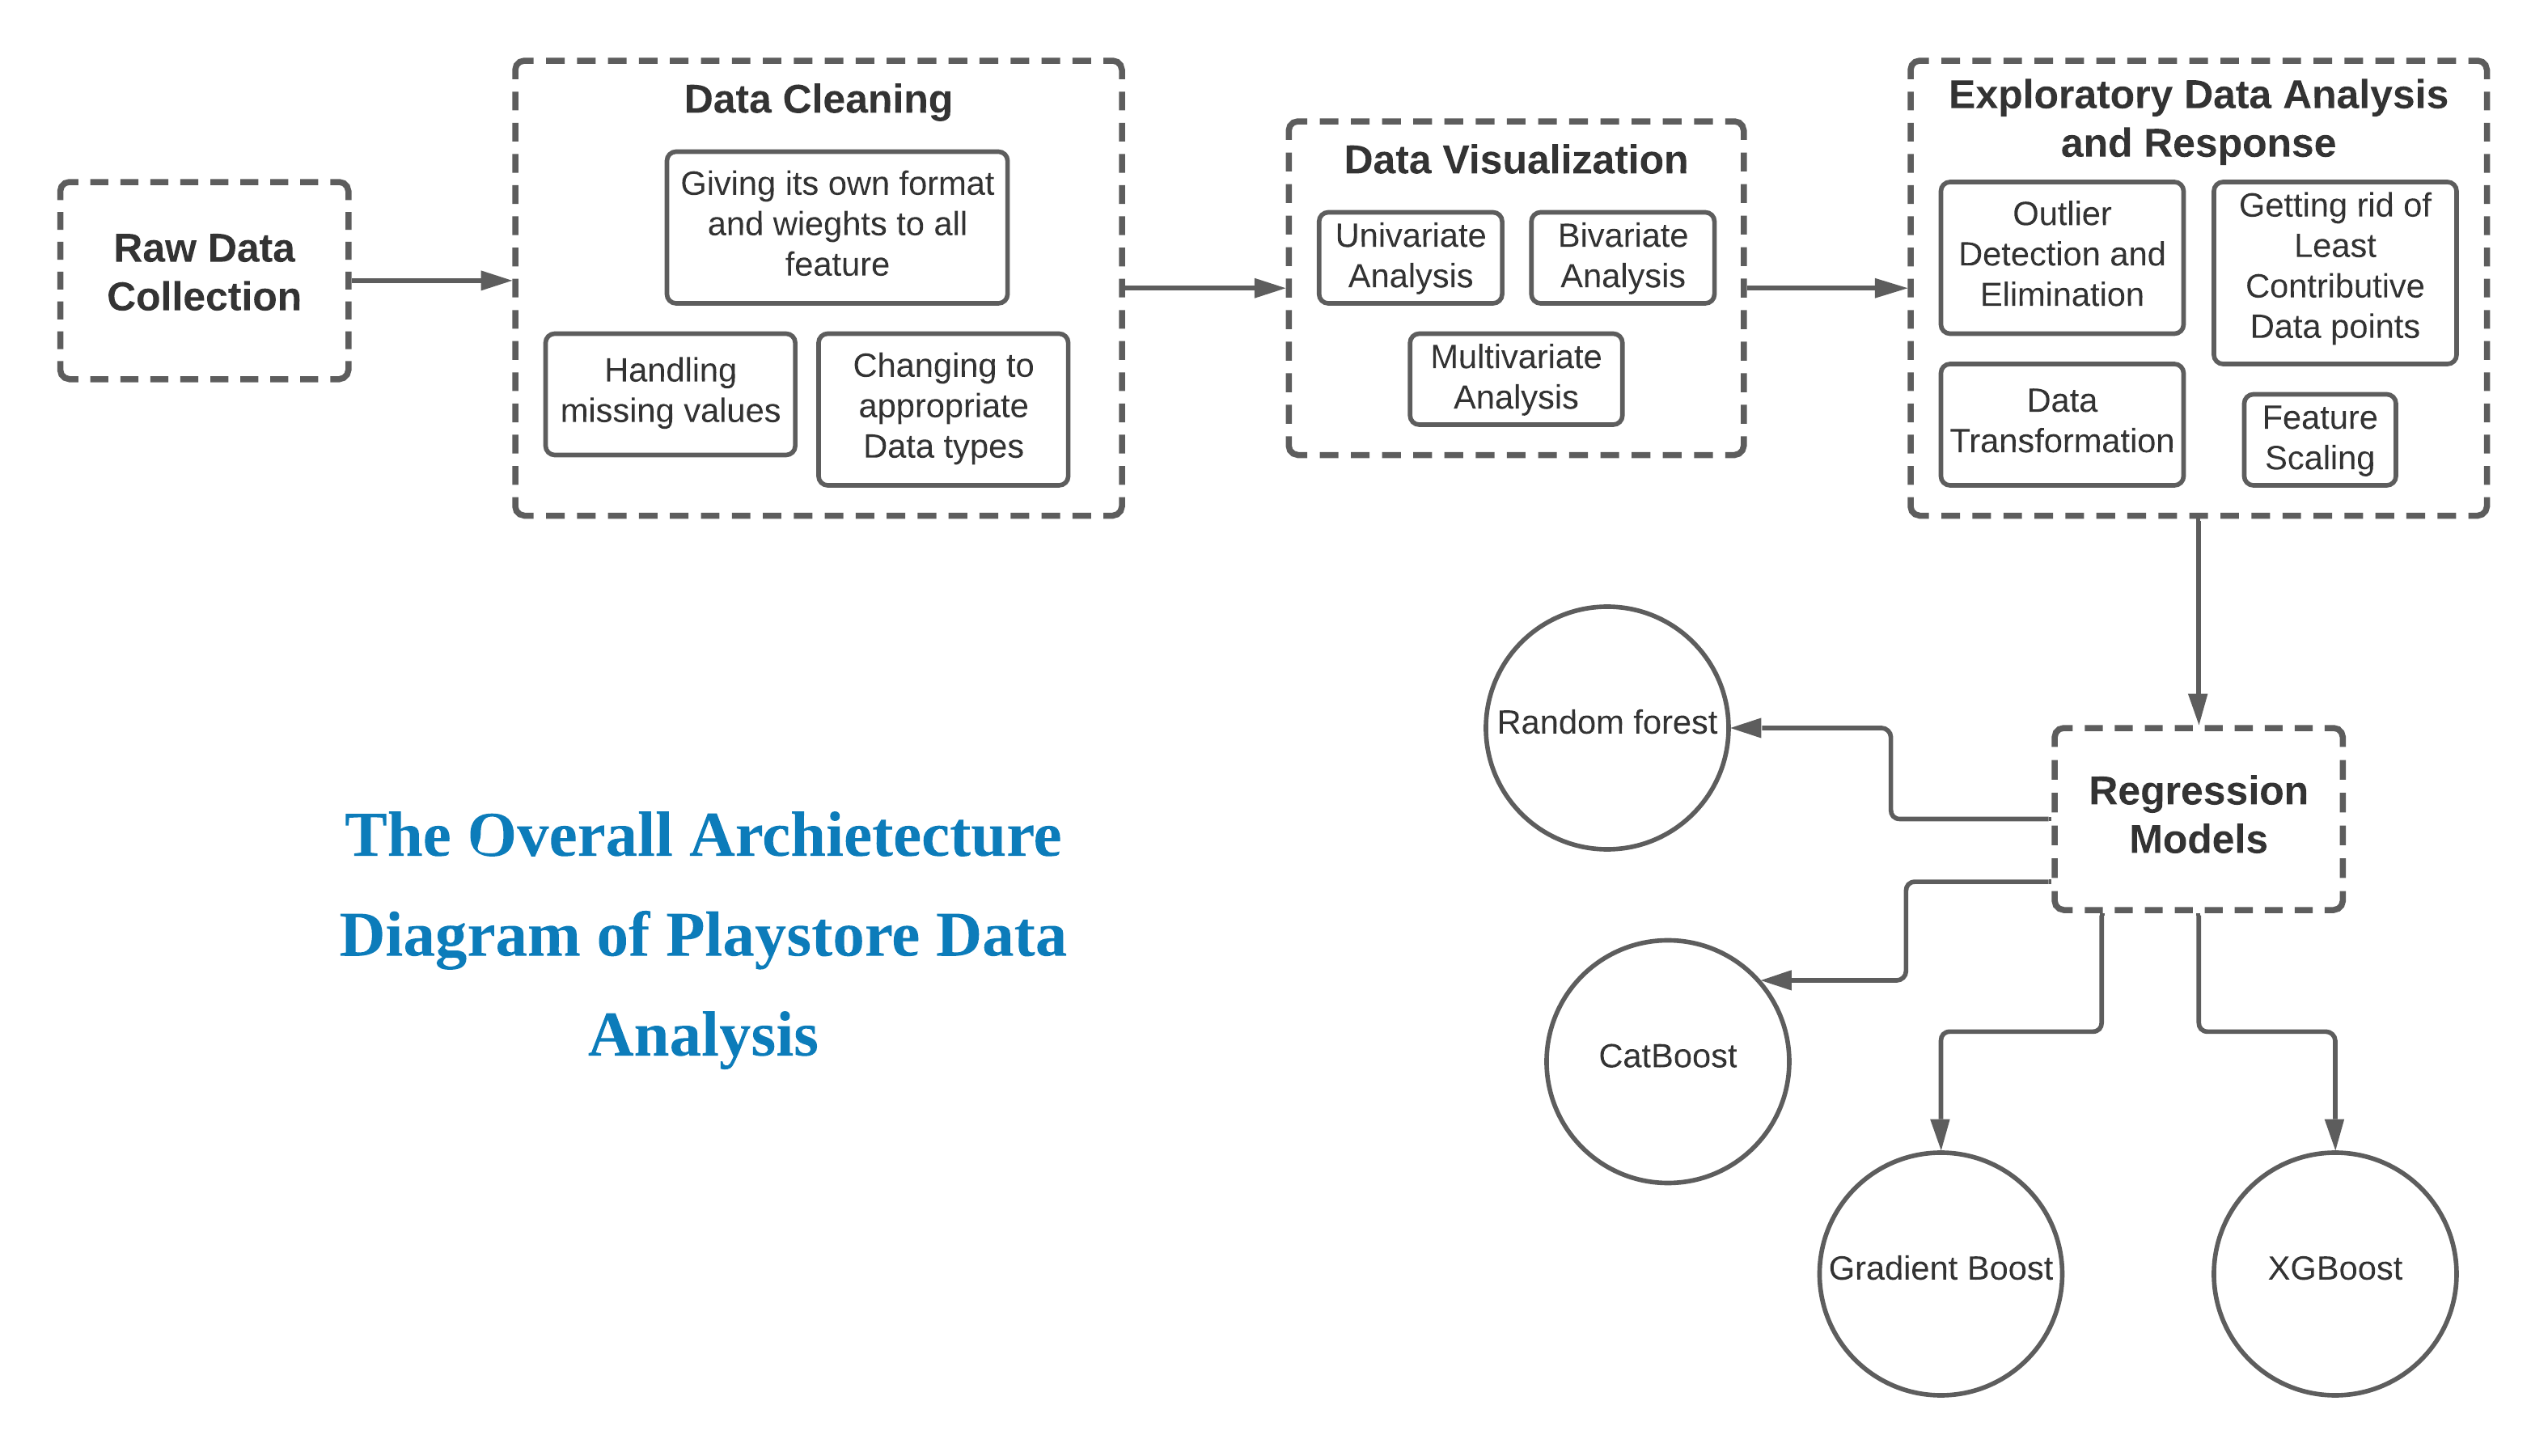 Raw Data
Collection
Data Cleaning
Giving its own format
and wieghts to all
feature
Handling
missing values
Changing to
appropriate
Data types
Data Visualization
Univariate
Analysis
Bivariate
Analysis
Multivariate
Analysis
Exploratory Data Analysis
and Response
Outlier
Detection and
Elimination
Getting rid of
Least
Contributive
Data points
Data
Transformation
Feature
Scaling
Regression
Models
Random forest
CatBoost
Gradient Boost
XGBoost
The Overall Archietecture
Diagram of Playstore Data
Analysis